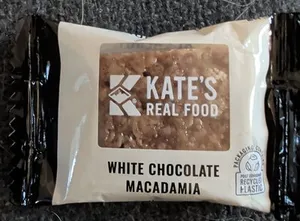 KATE'S
REAL FOOD
WHITE CHOCOLATE
MACADAMIA
RECYCLED
PLASTIC